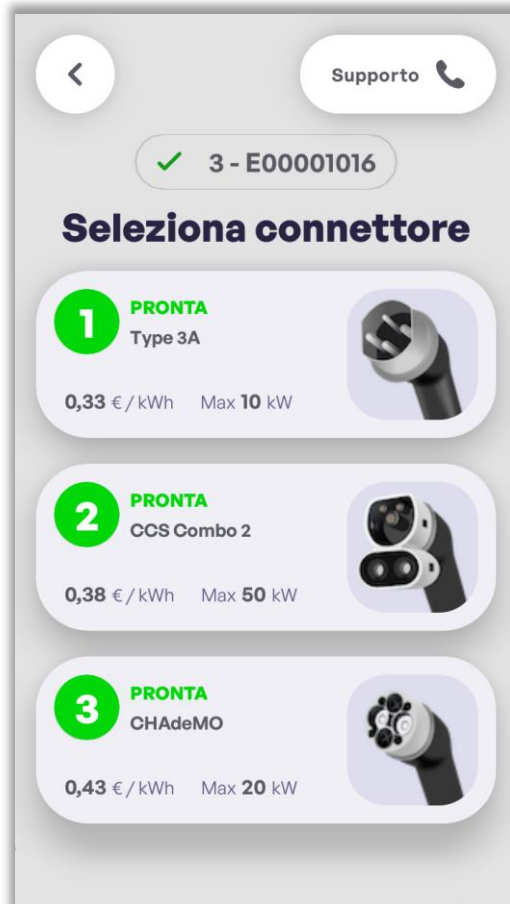 Supporto
3 - E00001016
Seleziona connettore
1
PRONTA
Type 3A
0,33 €/kWh Max 10 kW
2
PRONTA
CCS Combo 2
0,38 €/kWh Max 50 kW
3
PRONTA
CHAdeMO
0,43 €/kWh Max 20 kW